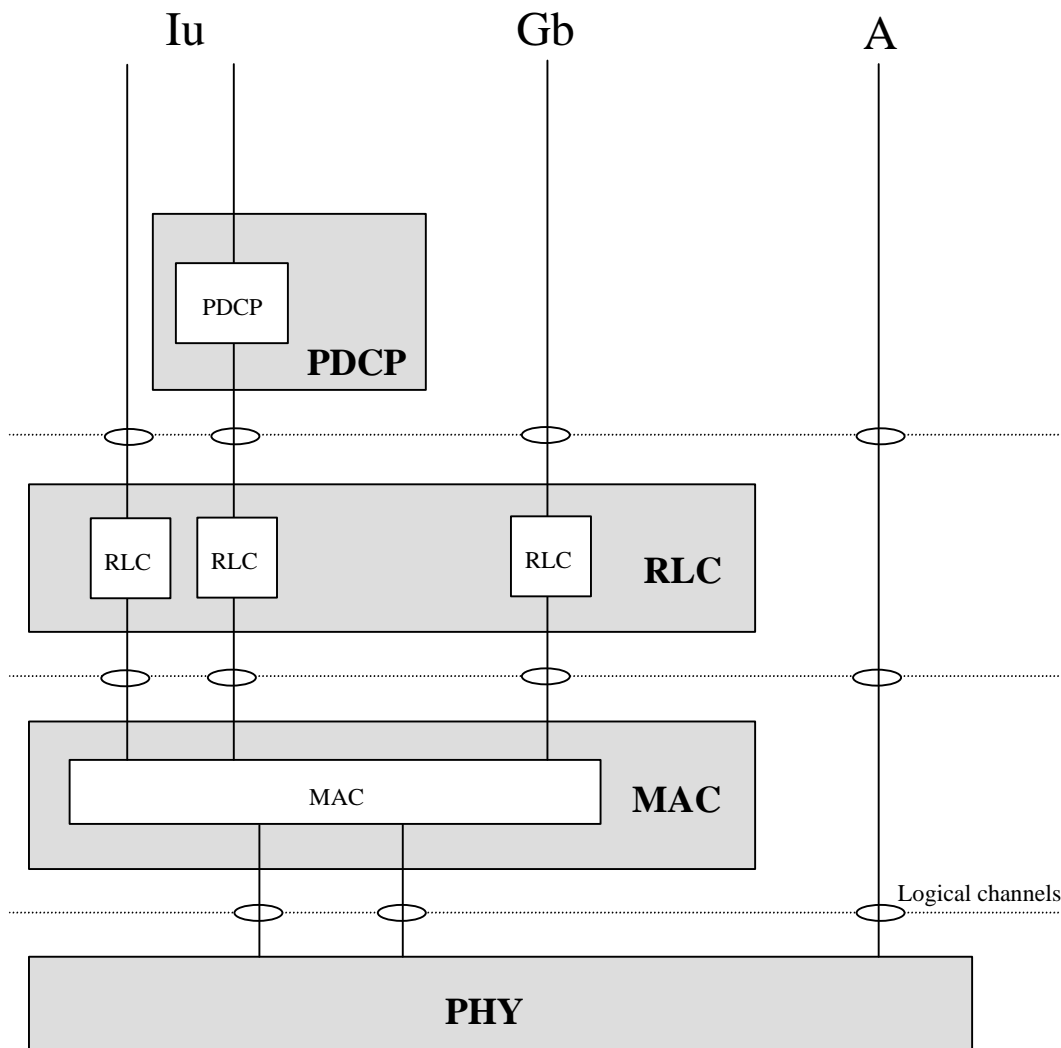 Iu
Gb
A
PDCP
PDCP
RLC
RLC
RLC
RLC
MAC
MAC
Logical channels
PHY